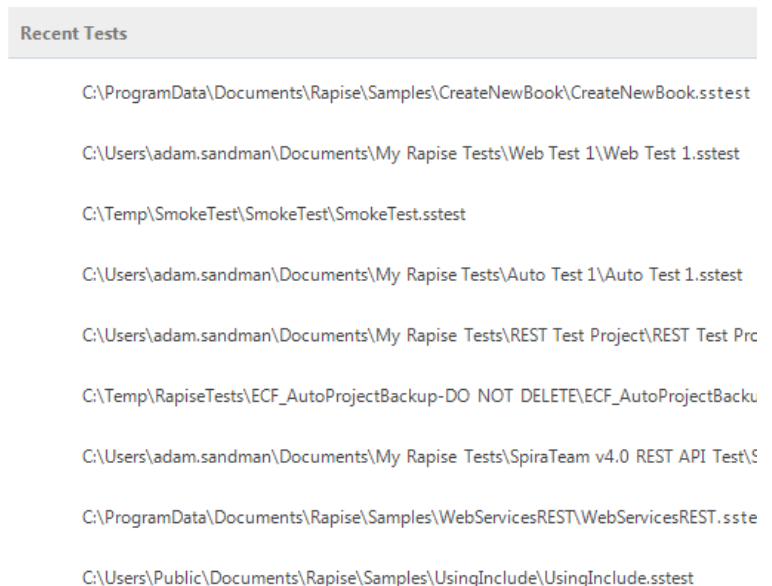 Recent Tests
C:\ProgramData\Documents\Rapise\Samples\CreateNewBook\CreateNewBook.sstest
C:\Users\adam.sandman\Documents\My Rapise Tests\Web Test 1\Web Test 1.sstest
C:\Temp\SmokeTest\SmokeTest\SmokeTest.sstest
C:\Users\adam.sandman\Documents\My Rapise Tests\Auto Test 1\Auto Test 1.sstest
C:\Users\adam.sandman\Documents\My Rapise Tests\REST Test Project\REST Test Pro
C:\Temp\RapiseTests\ECF_AutoProjectBackup-DO NOT DELETE\ECF_AutoProjectBacku
C:\Users\adam.sandman\Documents\My Rapise Tests\SpiraTeam v4.0 REST API Test\S
C:\ProgramData\Documents\Rapise\Samples\WebServicesREST\WebServicesREST.sste
C:\Users\Public\Documents\Rapise\Samples\UsingInclude\UsingInclude.sstest